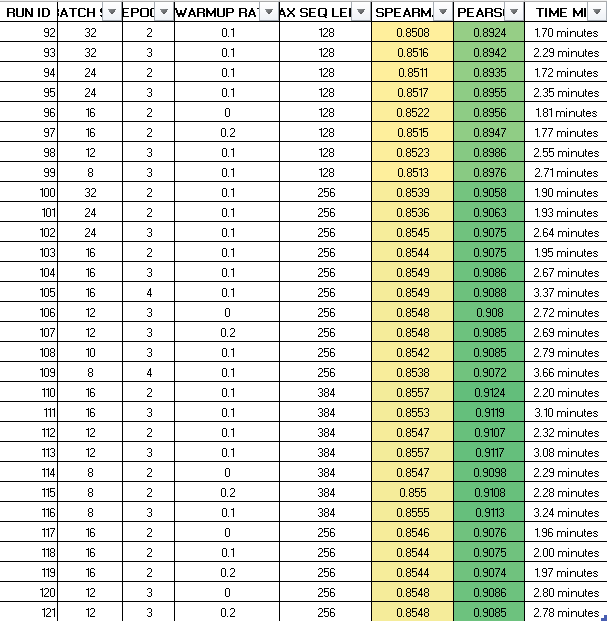 RUN ID BATCH S EPOC WARMUP RA AX SEQ LE SPEARM PEARS TIME MI
92 32 2 0.1 128 0.8508 0.8924 1.70 minutes
93 32 3 0.1 128 0.8516 0.8942 2.29 minutes
94 24 2 0.1 128 0.8511 0.8935 1.72 minutes
95 24 3 0.1 128 0.8517 0.8955 2.35 minutes
96 16 2 0 128 0.8522 0.8956 1.81 minutes
97 16 2 0.2 128 0.8515 0.8947 1.77 minutes
98 12 3 0.1 128 0.8523 0.8986 2.55 minutes
99 8 3 0.1 128 0.8513 0.8976 2.71 minutes
100 32 2 0.1 256 0.8539 0.9058 1.90 minutes
101 24 2 0.1 256 0.8536 0.9063 1.93 minutes
102 24 3 0.1 256 0.8545 0.9075 2.64 minutes
103 16 2 0.1 256 0.8544 0.9075 1.95 minutes
104 16 3 0.1 256 0.8549 0.9086 2.67 minutes
105 16 4 0.1 256 0.8549 0.9088 3.37 minutes
106 12 3 0 256 0.8548 0.908 2.72 minutes
107 12 3 0.2 256 0.8548 0.9085 2.69 minutes
108 10 3 0.1 256 0.8542 0.9085 2.79 minutes
109 8 4 0.1 256 0.8538 0.9072 3.66 minutes
110 16 2 0.1 384 0.8557 0.9124 2.20 minutes
111 16 3 0.1 384 0.8553 0.9119 3.10 minutes
112 12 2 0.1 384 0.8547 0.9107 2.32 minutes
113 12 3 0.1 384 0.8557 0.9117 3.08 minutes
114 8 2 0 384 0.8547 0.9098 2.29 minutes
115 8 2 0.2 384 0.855 0.9108 2.28 minutes
116 8 3 0.1 384 0.8555 0.9113 3.24 minutes
117 16 2 0 256 0.8546 0.9076 1.96 minutes
118 16 2 0.1 256 0.8544 0.9075 2.00 minutes
119 16 2 0.2 256 0.8544 0.9074 1.97 minutes
120 12 3 0 256 0.8548 0.9086 2.80 minutes
121 12 3 0.2 256 0.8548 0.9085 2.78 minutes